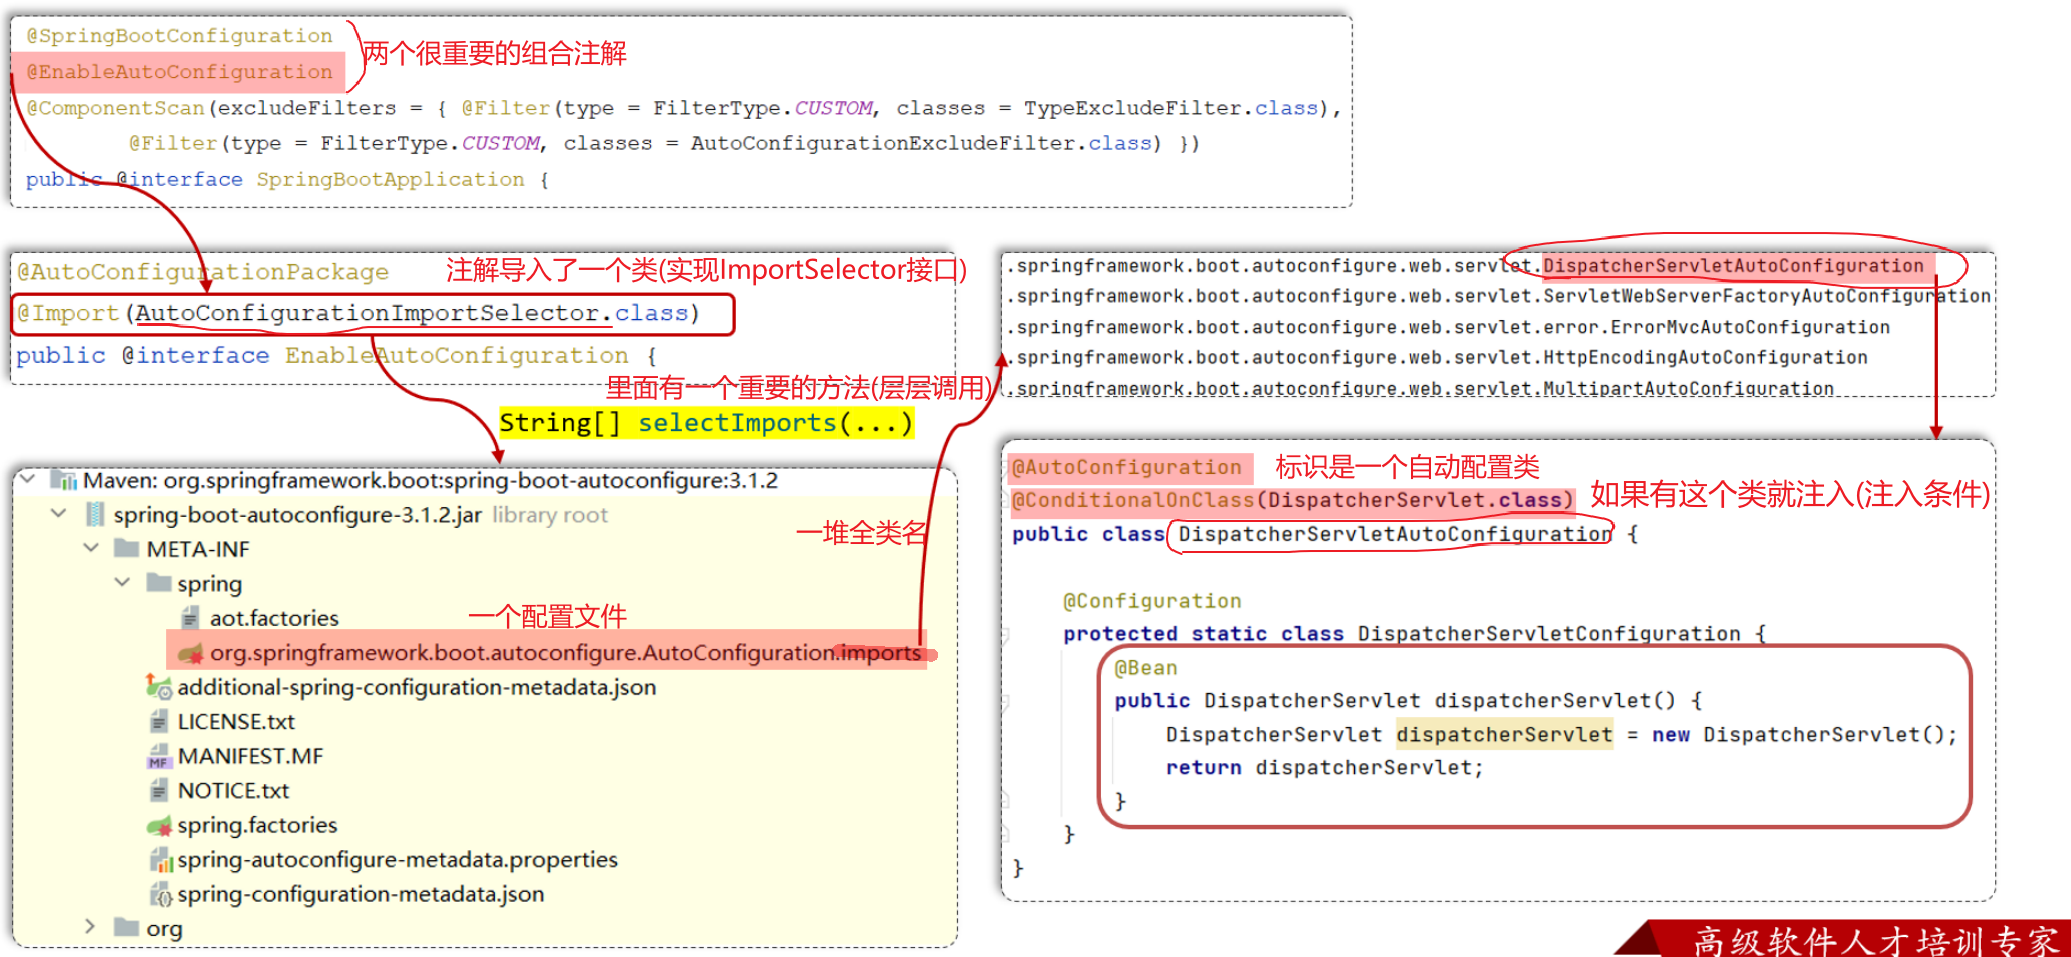 @SpringBootConfiguration
两个很重要的组合注解
@EnableAutoConfiguration
@ComponentScan(excludeFilters = { @Filter(type = FilterType.CUSTOM, classes = TypeExcludeFilter.class),
@Filter(type = FilterType.CUSTOM, classes = AutoConfigurationExcludeFilter.class) })
public @interface SpringBootApplication {
@AutoConfigurationPackage
注解导入了一个类(实现ImportSelector接口)
@Import(AutoConfigurationImportSelector.class)
public @interface EnableAutoConfiguration {
里面有一个重要的方法(层层调用)
String[] selectImports(...)
Maven: org.springframework.boot:spring-boot-autoconfigure:3.1.2
spring-boot-autoconfigure-3.1.2.jar library root
META-INF
spring
aot.factories
一个配置文件
org.springframework.boot.autoconfigure.AutoConfiguration.imports
additional-spring-configuration-metadata.json
LICENSE.txt
MANIFEST.MF
NOTICE.txt
spring.factories
spring-autoconfigure-metadata.properties
spring-configuration-metadata.json
org
一堆全类名
.springframework.boot.autoconfigure.web.servlet.DispatcherServletAutoConfiguration
.springframework.boot.autoconfigure.web.servlet.ServletWebServerFactoryAutoConfiguration
.springframework.boot.autoconfigure.web.servlet.error.ErrorMvcAutoConfiguration
.springframework.boot.autoconfigure.web.servlet.HttpEncodingAutoConfiguration
.springframework.boot.autoconfigure.web.servlet.MultipartAutoConfiguration
@AutoConfiguration 标识是一个自动配置类
@ConditionalOnClass(DispatcherServlet.class) 如果有这个类就注入(注入条件)
public class DispatcherServletAutoConfiguration {
@Configuration
protected static class DispatcherServletConfiguration {
@Bean
public DispatcherServlet dispatcherServlet() {
DispatcherServlet dispatcherServlet = new DispatcherServlet();
return dispatcherServlet;
}
}
}
高级软件人才培训专家